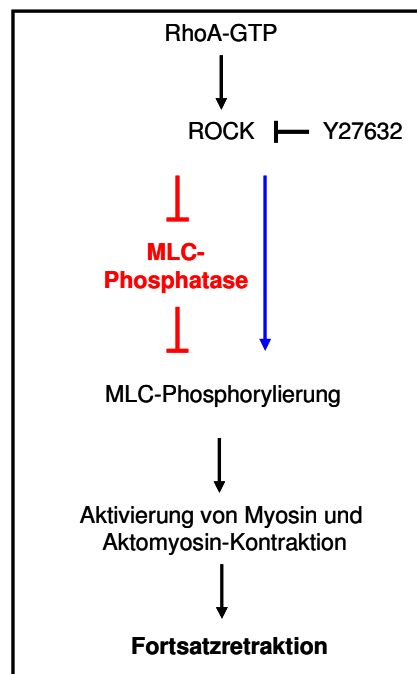 RhoA-GTP
ROCK Y27632
MLC-
Phosphatase
MLC-Phosphorylierung
Aktivierung von Myosin und
Aktomyosin-Kontraktion
Fortsatzretraktion